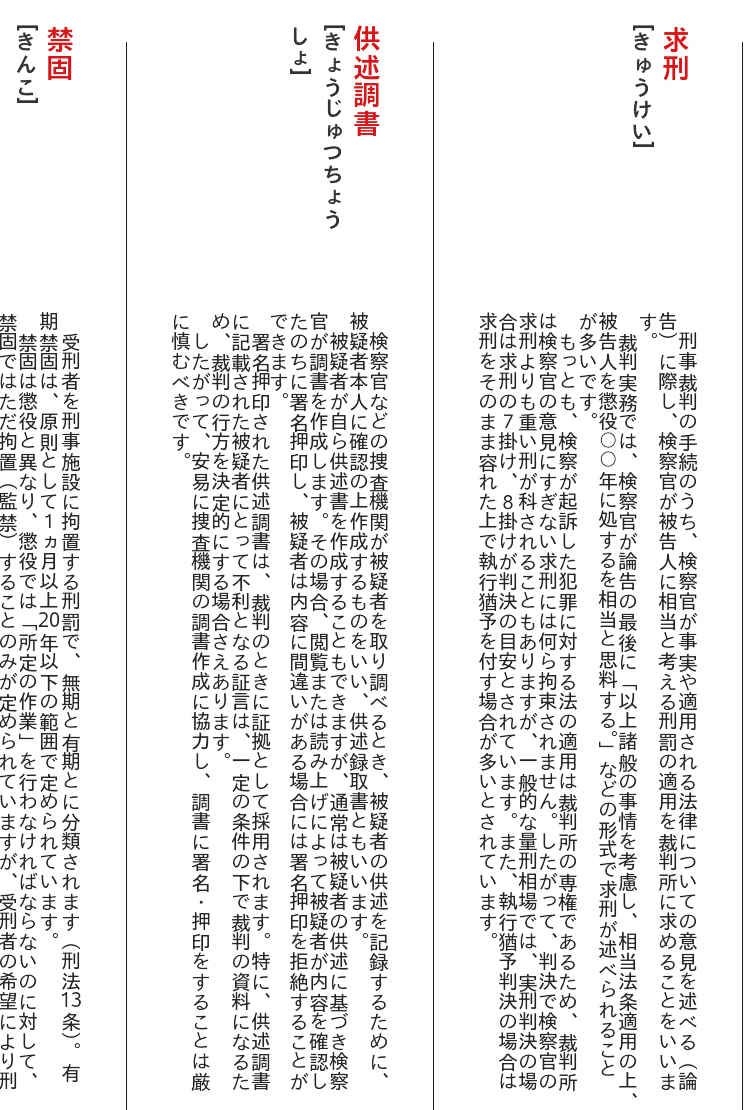 求刑
【きゅうけい】
刑事裁判の手続のうち、検察官が事実や適用される法律についての意見を述べる（論
告）に際し、検察官が被告人に相当と考える刑罰の適用を裁判所に求めることをいいま
す。
裁判実務では、検察官が論告の最後に「以上諸般の事情を考慮し、相当法条適用の上、
被告人を懲役○○年に処するを相当と思料する。」などの形式で求刑が述べられること
が多いです。
もっとも、検察が起訴した犯罪に対する法の適用は裁判所の専権であるため、裁判所
は検察官の意見にすぎない求刑には何ら拘束されません。したがって、判決で検察官の
求刑よりも重い刑が科されることもありますが、一般的な量刑相場では、実刑判決の場
合は求刑の７掛け、８掛けが判決の目安とされています。また、執行猶予判決の場合は
求刑をそのまま容れた上で執行猶予を付す場合が多いとされています。
供述調書
【きょうじゅつちょう
しょ】
検察官などの捜査機関が被疑者を取り調べるとき、被疑者の供述を記録するために、
被疑者本人に確認の上作成するものをいい、供述録取書ともいいます。
被疑者が自ら供述書を作成することもできますが、通常は被疑者の供述に基づき検察
官が調書を作成します。その場合、閲覧または読み上げによって被疑者が内容を確認し
たのちに署名押印し、被疑者は内容に間違いがある場合には署名押印を拒絶することが
できます。
署名押印された供述調書は、裁判のときに証拠として採用されます。特に、供述調書
に記載された被疑者にとって不利となる証言は、一定の条件の下で裁判の資料になるた
め、裁判の行方を決定的にする場合さえあります。
したがって、安易に捜査機関の調書作成に協力し、調書に署名・押印をすることは厳
に慎むべきです。
禁固
【きんこ】
受刑者を刑事施設に拘置する刑罰で、無期と有期とに分類されます（刑法13条）。有
期禁固は、原則として１ヵ月以上20年以下の範囲で定められています。
禁固は懲役と異なり、懲役では「所定の作業」を行わなければならないのに対して、
禁固ではただ拘置（監禁）することのみが定められていますが、受刑者の希望により刑